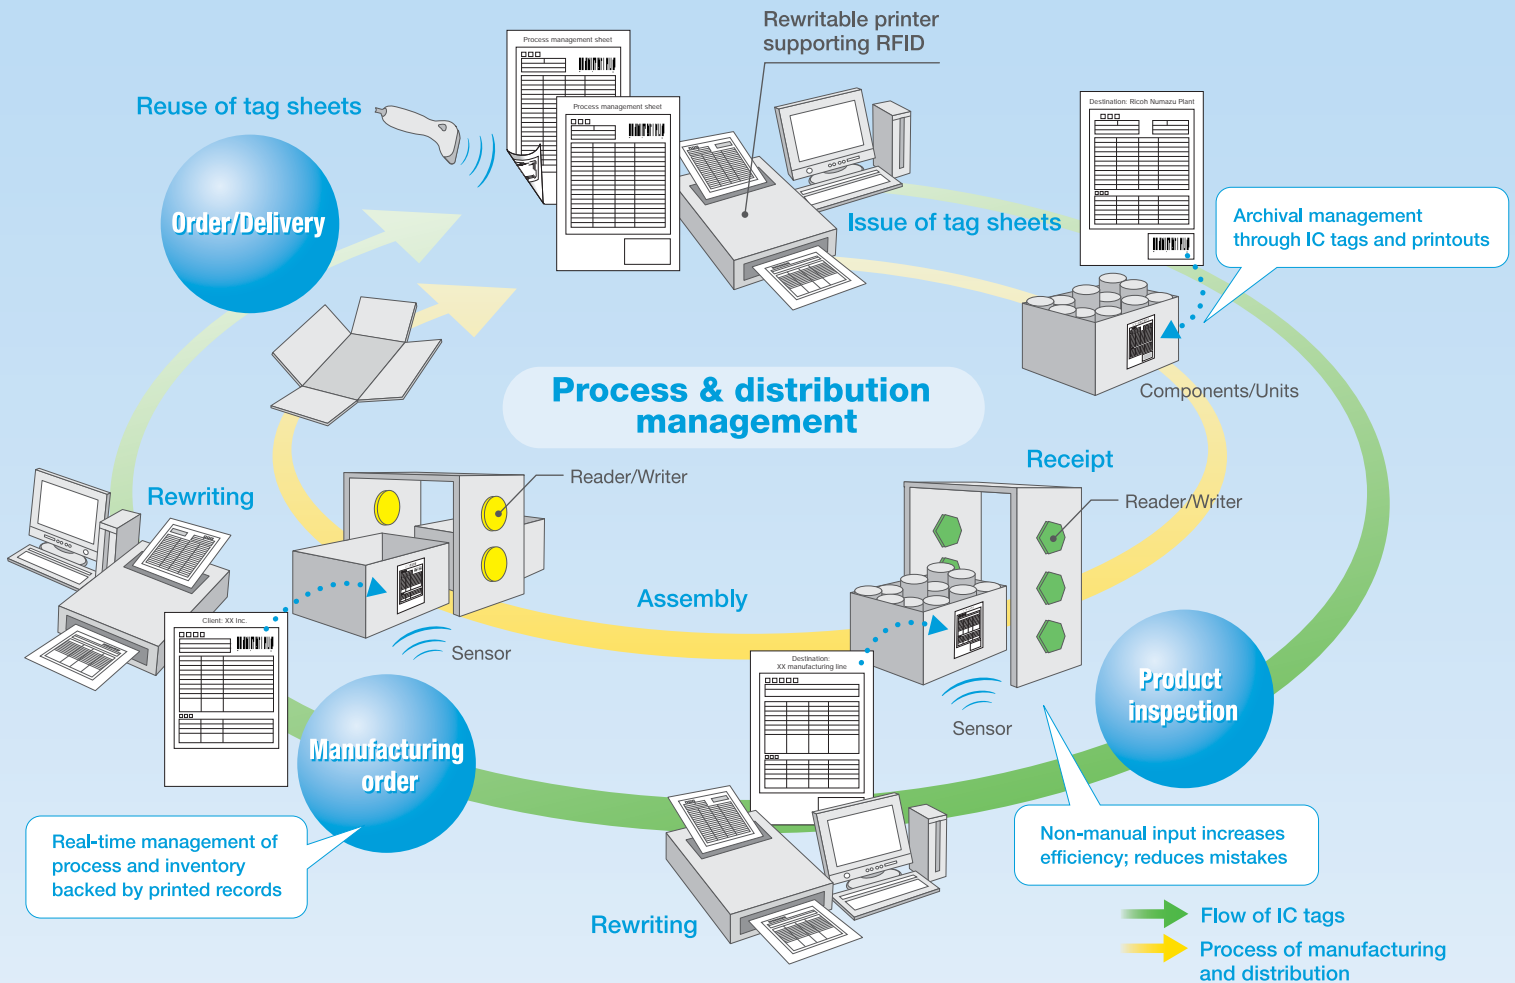 Rewritable printer
supporting RFID
Process management sheet
Process management sheet
Reuse of tag sheets
Destination: Ricoh Numazu Plant
Order/Delivery
Issue of tag sheets
Archival management
through IC tags and printouts
Process & distribution
management
Components/Units
Receipt
Reader/Writer
Reader/Writer
Rewriting
Assembly
Client: XX Inc.
Sensor
Destination:
XX manufacturing line
Product
inspection
Sensor
Manufacturing
order
Real-time management of
process and inventory
backed by printed records
Non-manual input increases
efficiency; reduces mistakes
Rewriting
Flow of IC tags
Process of manufacturing
and distribution